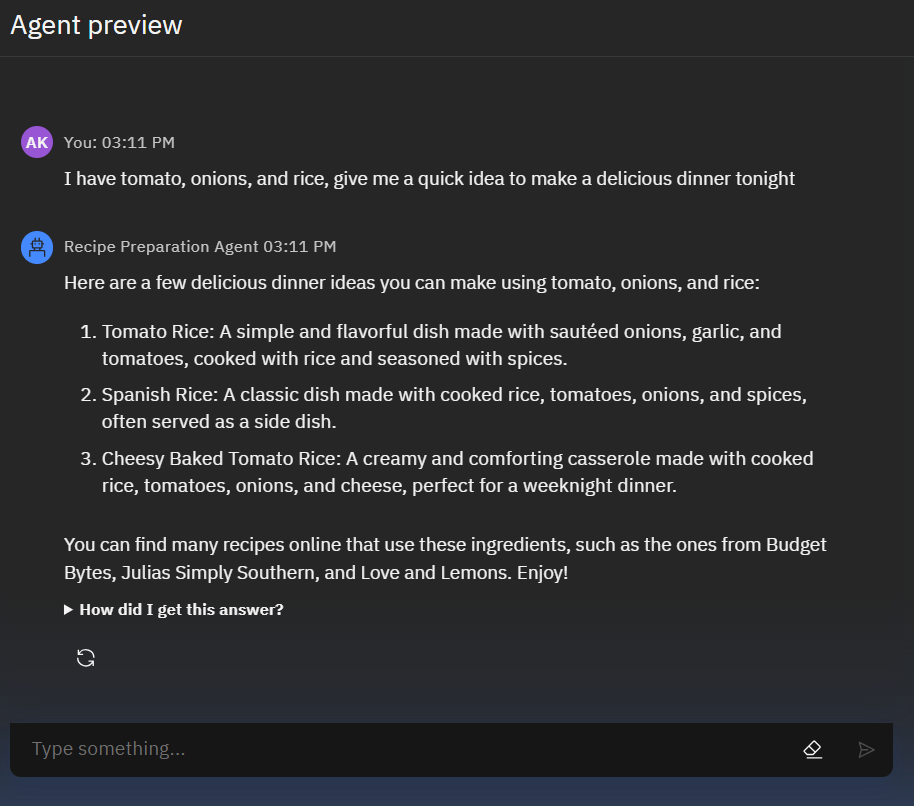 Agent preview
AK
You: 03:11 PM
I have tomato, onions, and rice, give me a quick idea to make a delicious dinner tonight
Recipe Preparation Agent 03:11 PM
Here are a few delicious dinner ideas you can make using tomato, onions, and rice:
1. Tomato Rice: A simple and flavorful dish made with sautéed onions, garlic, and
tomatoes, cooked with rice and seasoned with spices.
2. Spanish Rice: A classic dish made with cooked rice, tomatoes, onions, and spices,
often served as a side dish.
3. Cheesy Baked Tomato Rice: A creamy and comforting casserole made with cooked
rice, tomatoes, onions, and cheese, perfect for a weeknight dinner.
You can find many recipes online that use these ingredients, such as the ones from Budget
Bytes, Julias Simply Southern, and Love and Lemons. Enjoy!
How did I get this answer?
Type something...